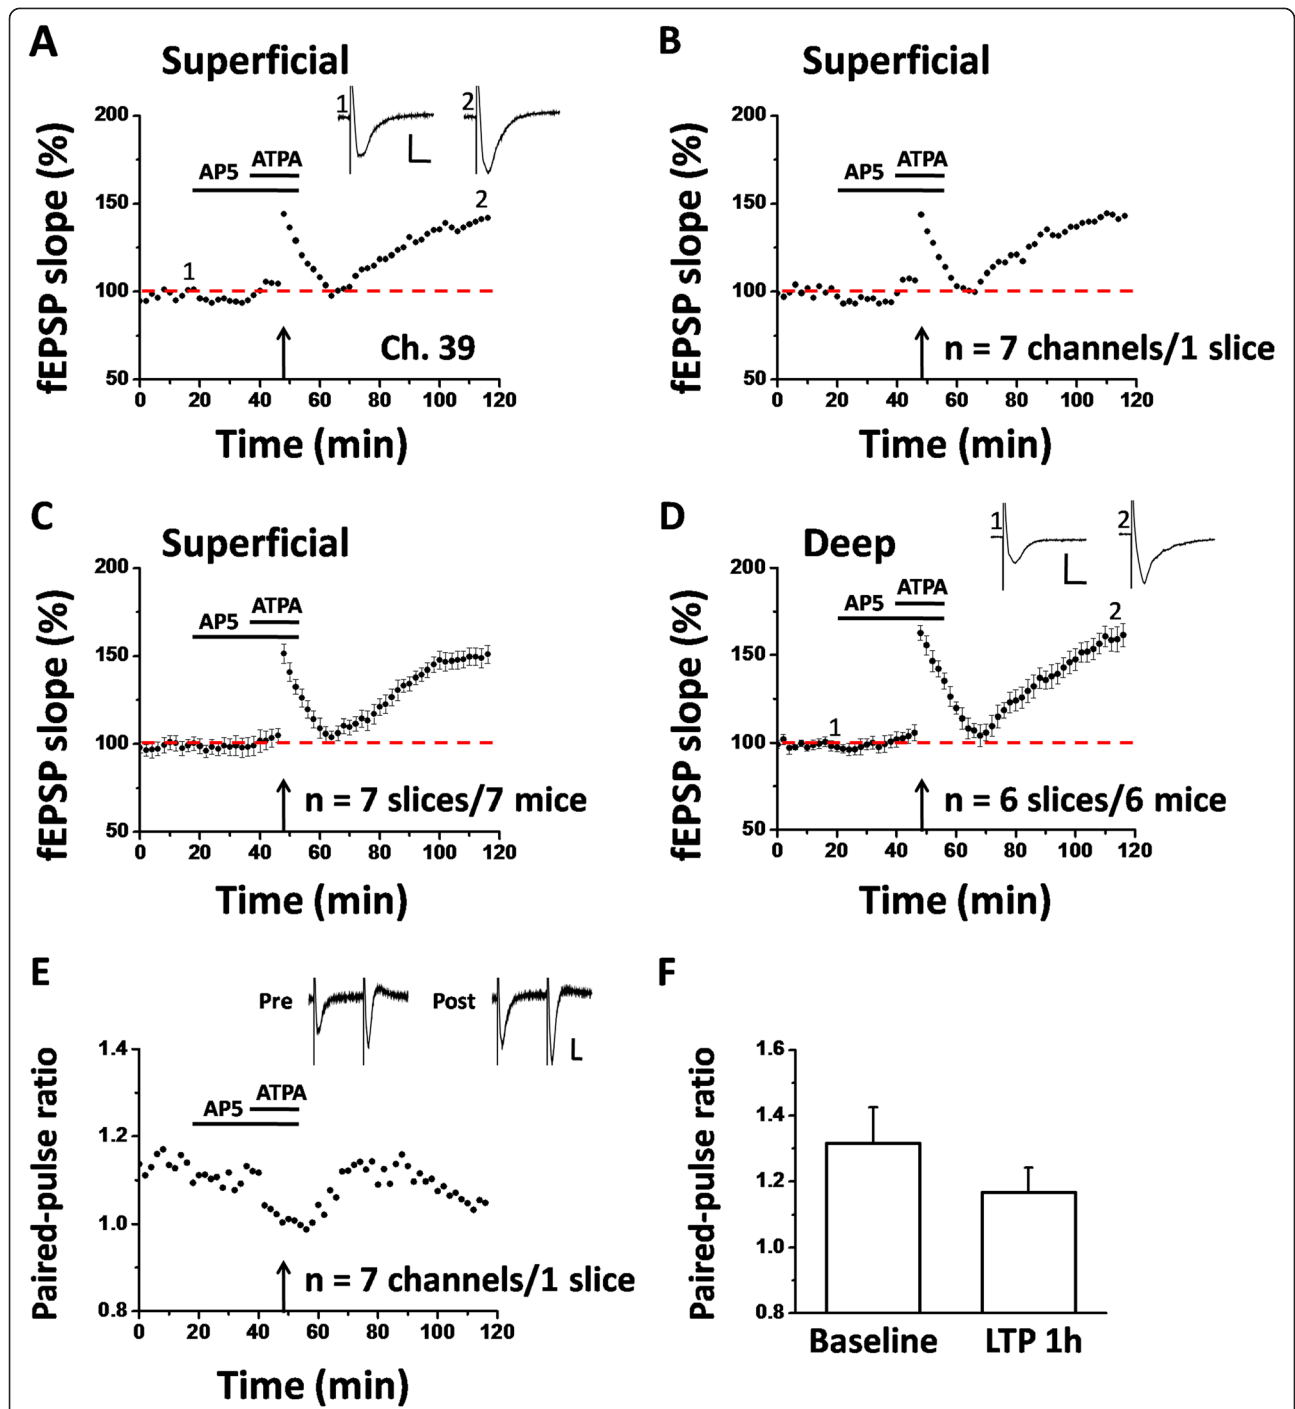 A
Superficial
fEPSP slope (%)
200
150
100
50
AP5
ATPA
1
2
1
2
Ch. 39
0 20 40 60 80 100 120
Time (min)
B
Superficial
fEPSP slope (%)
200
150
100
50
AP5
ATPA
n = 7 channels/1 slice
0 20 40 60 80 100 120
Time (min)
C
Superficial
fEPSP slope (%)
200
150
100
50
AP5
ATPA
n = 7 slices/7 mice
0 20 40 60 80 100 120
Time (min)
D
Deep
fEPSP slope (%)
200
150
100
50
AP5
ATPA
1
2
1
2
n = 6 slices/6 mice
0 20 40 60 80 100 120
Time (min)
E
Pre
Post
Paired-pulse ratio
1.4
1.2
1.0
0.8
AP5
ATPA
n = 7 channels/1 slice
0 20 40 60 80 100 120
Time (min)
F
Paired-pulse ratio
1.6
1.4
1.2
1.0
0.8
Baseline
LTP 1h